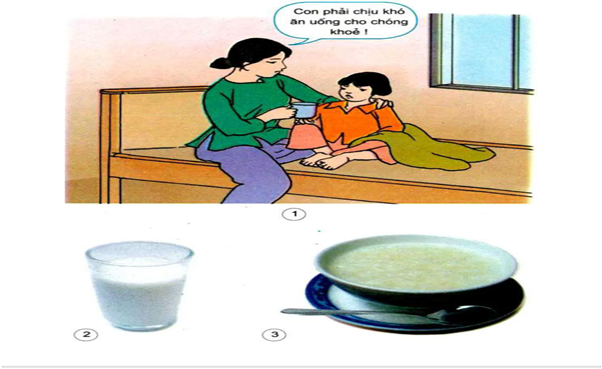 Con phải chịu khó
ăn uống cho chóng
khoẻ !
1
2
3